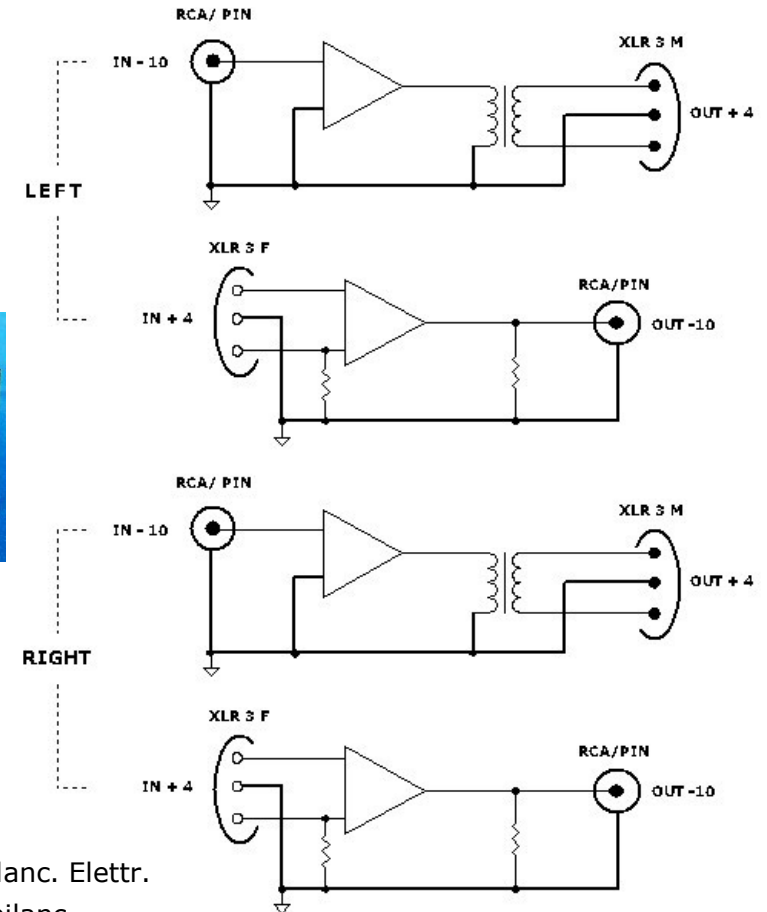 RCA/ PIN
XLR 3 M
IN - 10
OUT + 4
LEFT
XLR 3 F
RCA/PIN
IN + 4
OUT -10
RCA/ PIN
XLR 3 M
IN - 10
OUT + 4
RIGHT
XLR 3 F
RCA/PIN
IN + 4
OUT -10
lanc. Elettr.